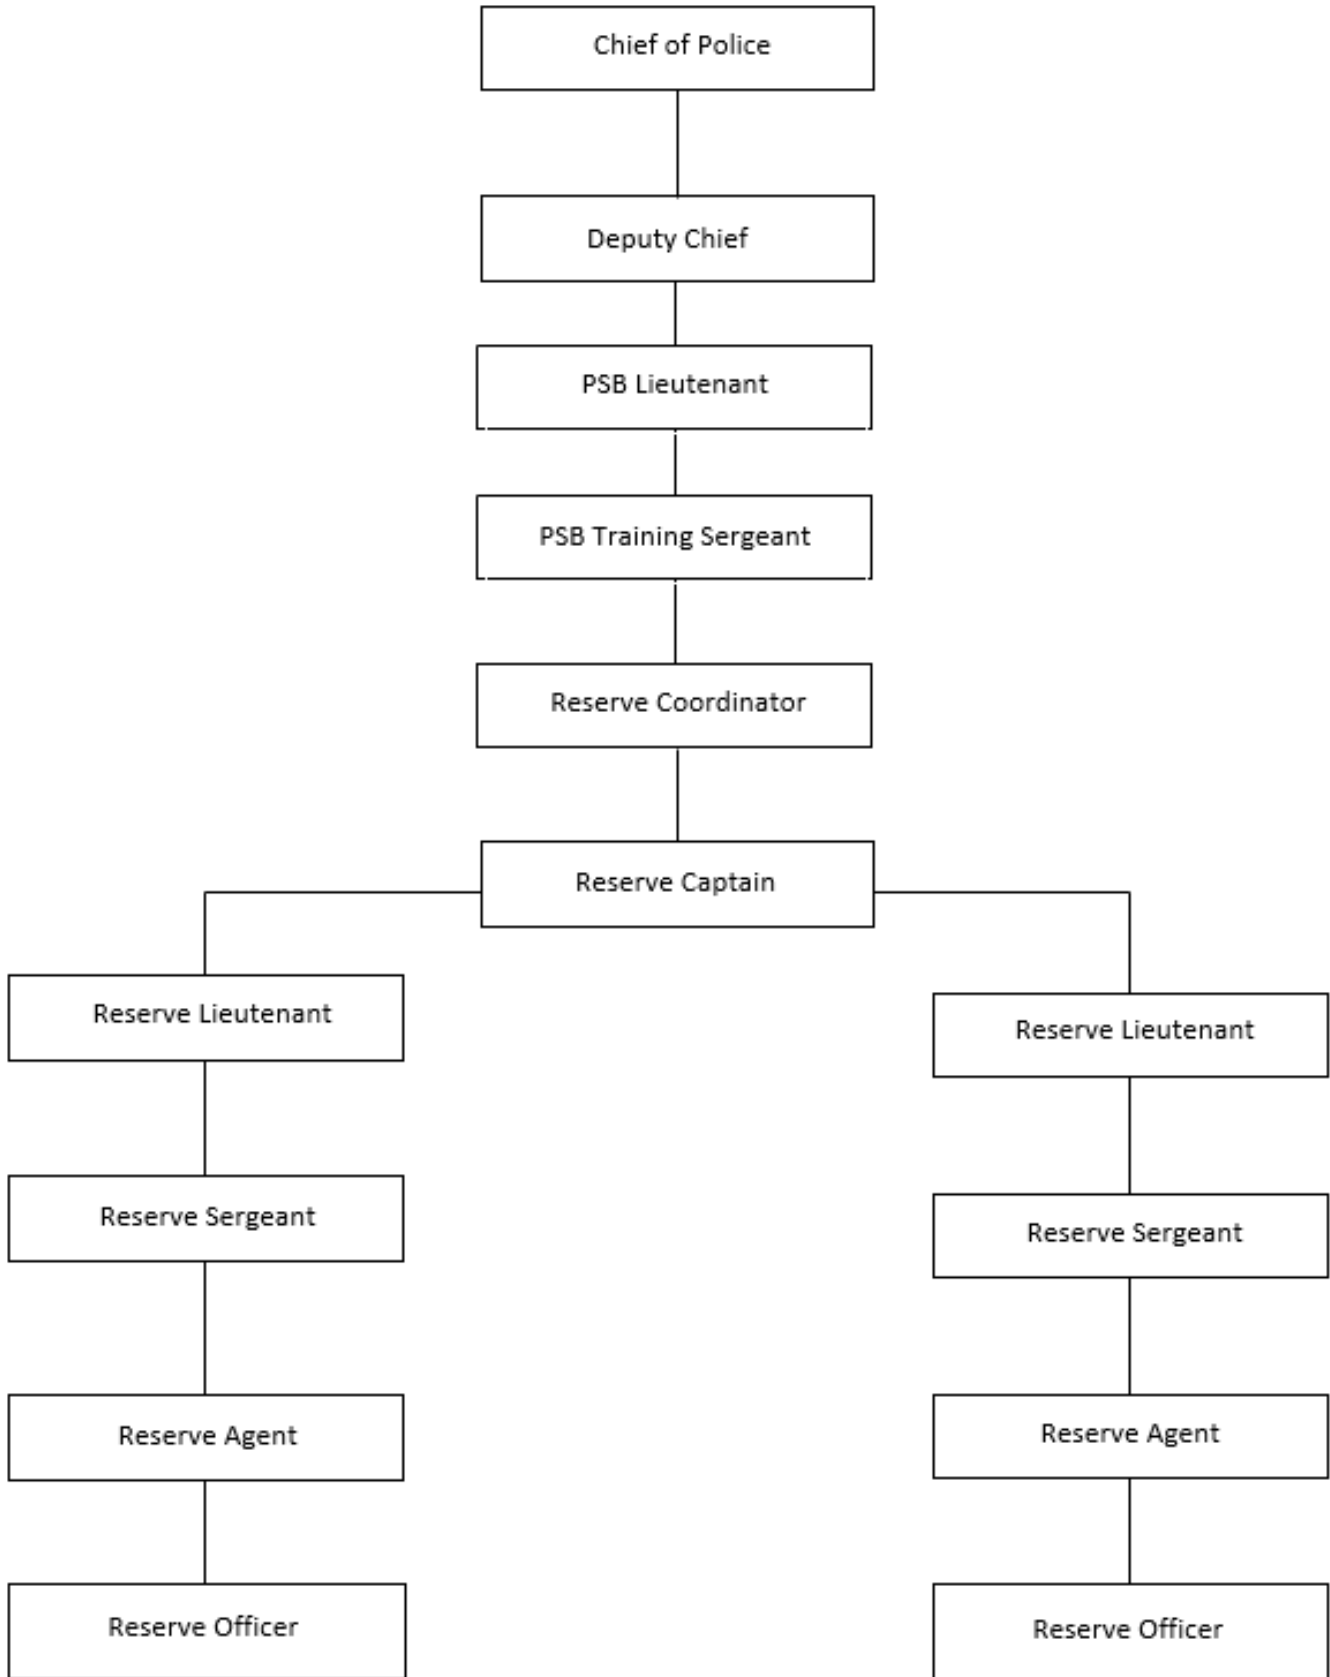 Chief of Police
Deputy Chief
PSB Lieutenant
PSB Training Sergeant
Reserve Coordinator
Reserve Captain
Reserve Lieutenant
Reserve Lieutenant
Reserve Sergeant
Reserve Sergeant
Reserve Agent
Reserve Agent
Reserve Officer
Reserve Officer